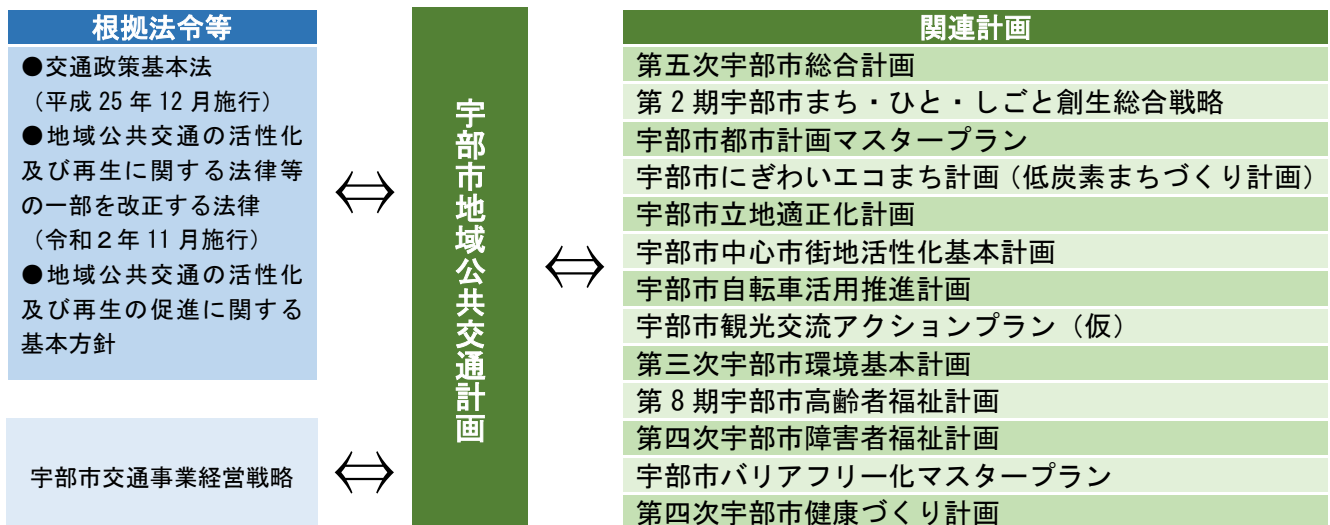 根拠法令等
●交通政策基本法
（平成 25 年 12 月施行）
●地域公共交通の活性化
及び再生に関する法律等
の一部を改正する法律
（令和２年 11 月施行）
●地域公共交通の活性化
及び再生の促進に関する
基本方針
宇部市交通事業経営戦略
宇部市地域公共交通計画
関連計画
第五次宇部市総合計画
第 2 期宇部市まち・ひと・しごと創生総合戦略
宇部市都市計画マスタープラン
宇部市にぎわいエコまち計画（低炭素まちづくり計画）
宇部市立地適正化計画
宇部市中心市街地活性化基本計画
宇部市自転車活用推進計画
宇部市観光交流アクションプラン（仮）
第三次宇部市環境基本計画
第 8 期宇部市高齢者福祉計画
第四次宇部市障害者福祉計画
宇部市バリアフリー化マスタープラン
第四次宇部市健康づくり計画